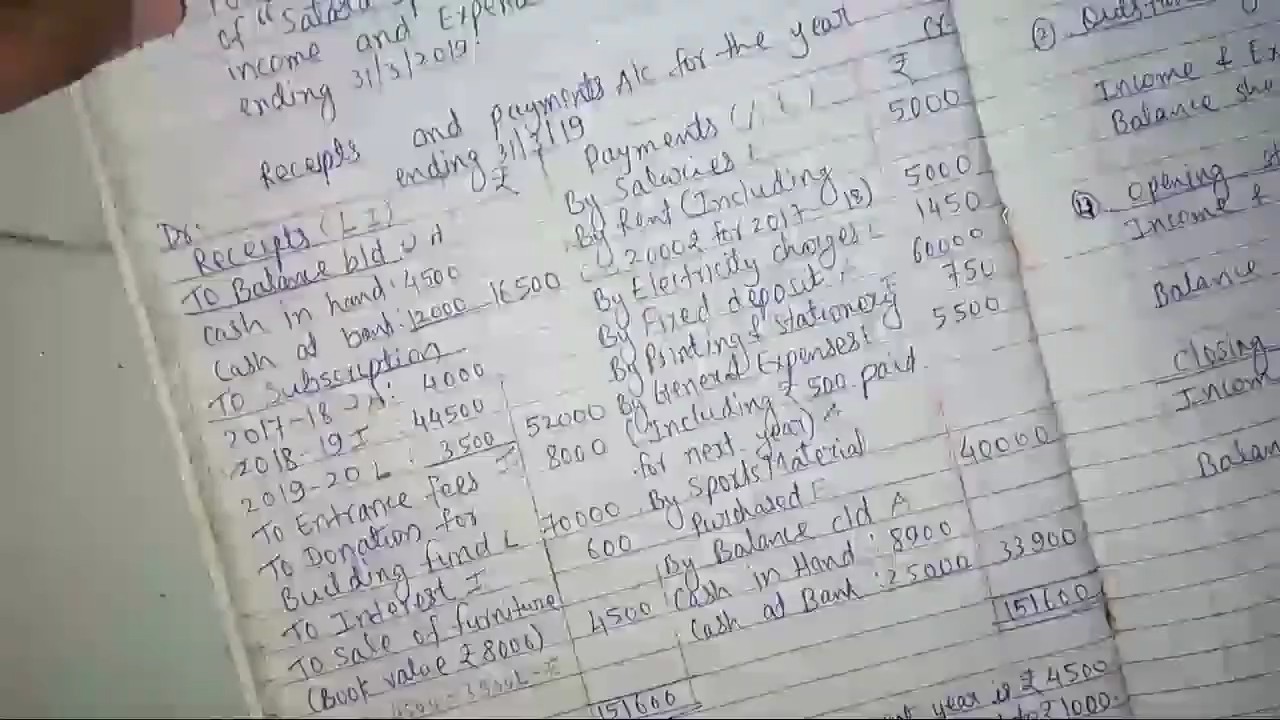 of "Salaria
income and Expen
ending 31/3/2019.
Receipts and payments A/c for the year
ending 31/3/19
Dr. Cr.
Receipts (L I) ₹
To Balance b/d A
Cash in hand: 4500
Cash at bank: 12000 16500
To Subscription
2017-18 A: 4000
2018-19 I 44500
2019-20 L: 3500 52000
To Entrance fees I 8000
To Donation for
Building fund L 70000
To Interest I 600
To Sale of furniture
(Book value ₹ 8000) 4500
151600
Payments ₹
By Salaries 5000
By Rent (Including
for 2017-18) 5000
By Electricity charges 1450
By Fixed deposit 60000
By Printing & stationery 750
By General Expenses 5500
(Including ₹ 500 paid
for next year)
By Sports Material
Purchased E 40000
By Balance c/d A
Cash in Hand: 8900
Cash at Bank: 25000 33900
151600
year is ₹ 4500
₹ 1000.
②
Income & Ex
Balance she
④ Opening st
Income &
Balance
Closing
Incom
Balan